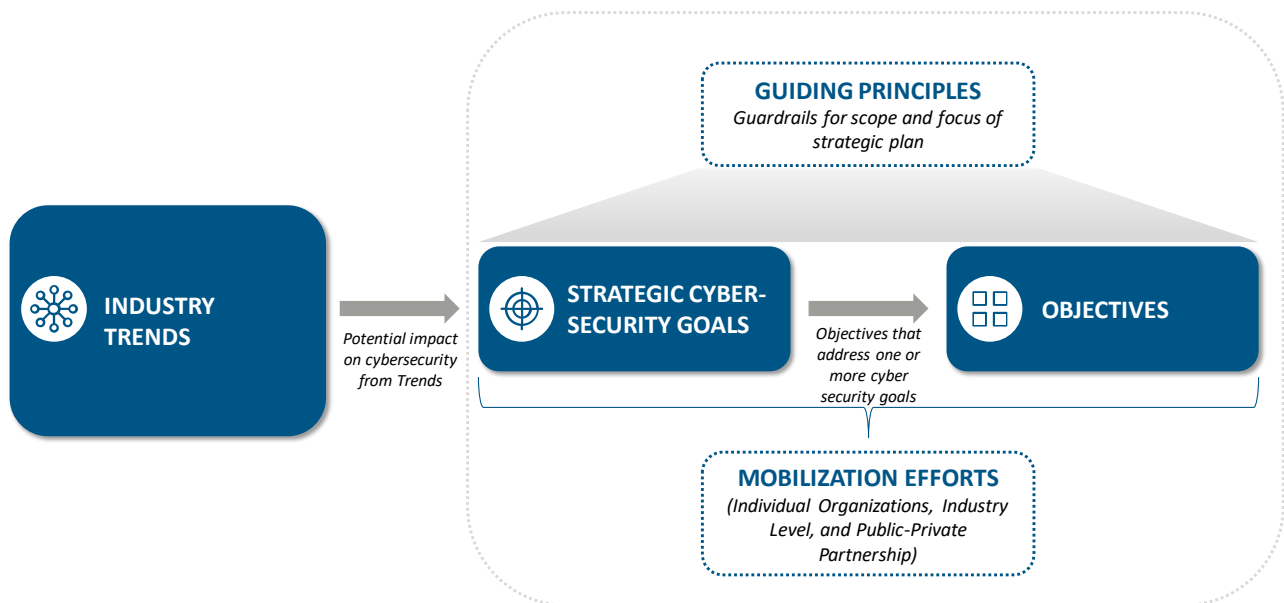 GUIDING PRINCIPLES
Guardrails for scope and focus of
strategic plan
INDUSTRY
TRENDS
Potential impact
on cybersecurity
from Trends
STRATEGIC CYBER-
SECURITY GOALS
Objectives that
address one or
more cyber
security goals
OBJECTIVES
MOBILIZATION EFFORTS
(Individual Organizations, Industry
Level, and Public-Private
Partnership)